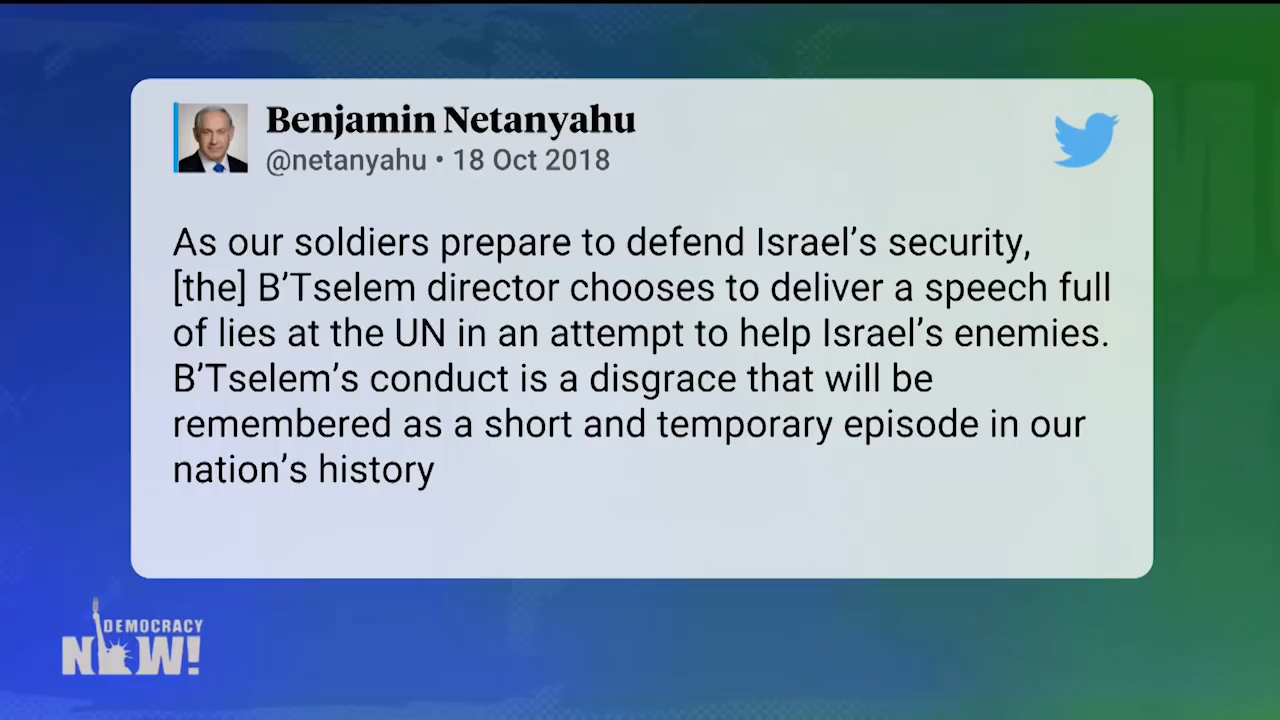 Benjamin Netanyahu
@netanyahu • 18 Oct 2018
As our soldiers prepare to defend Israel’s security,
[the] B’Tselem director chooses to deliver a speech full
of lies at the UN in an attempt to help Israel’s enemies.
B’Tselem’s conduct is a disgrace that will be
remembered as a short and temporary episode in our
nation’s history
DEMOCRACY
NOW!